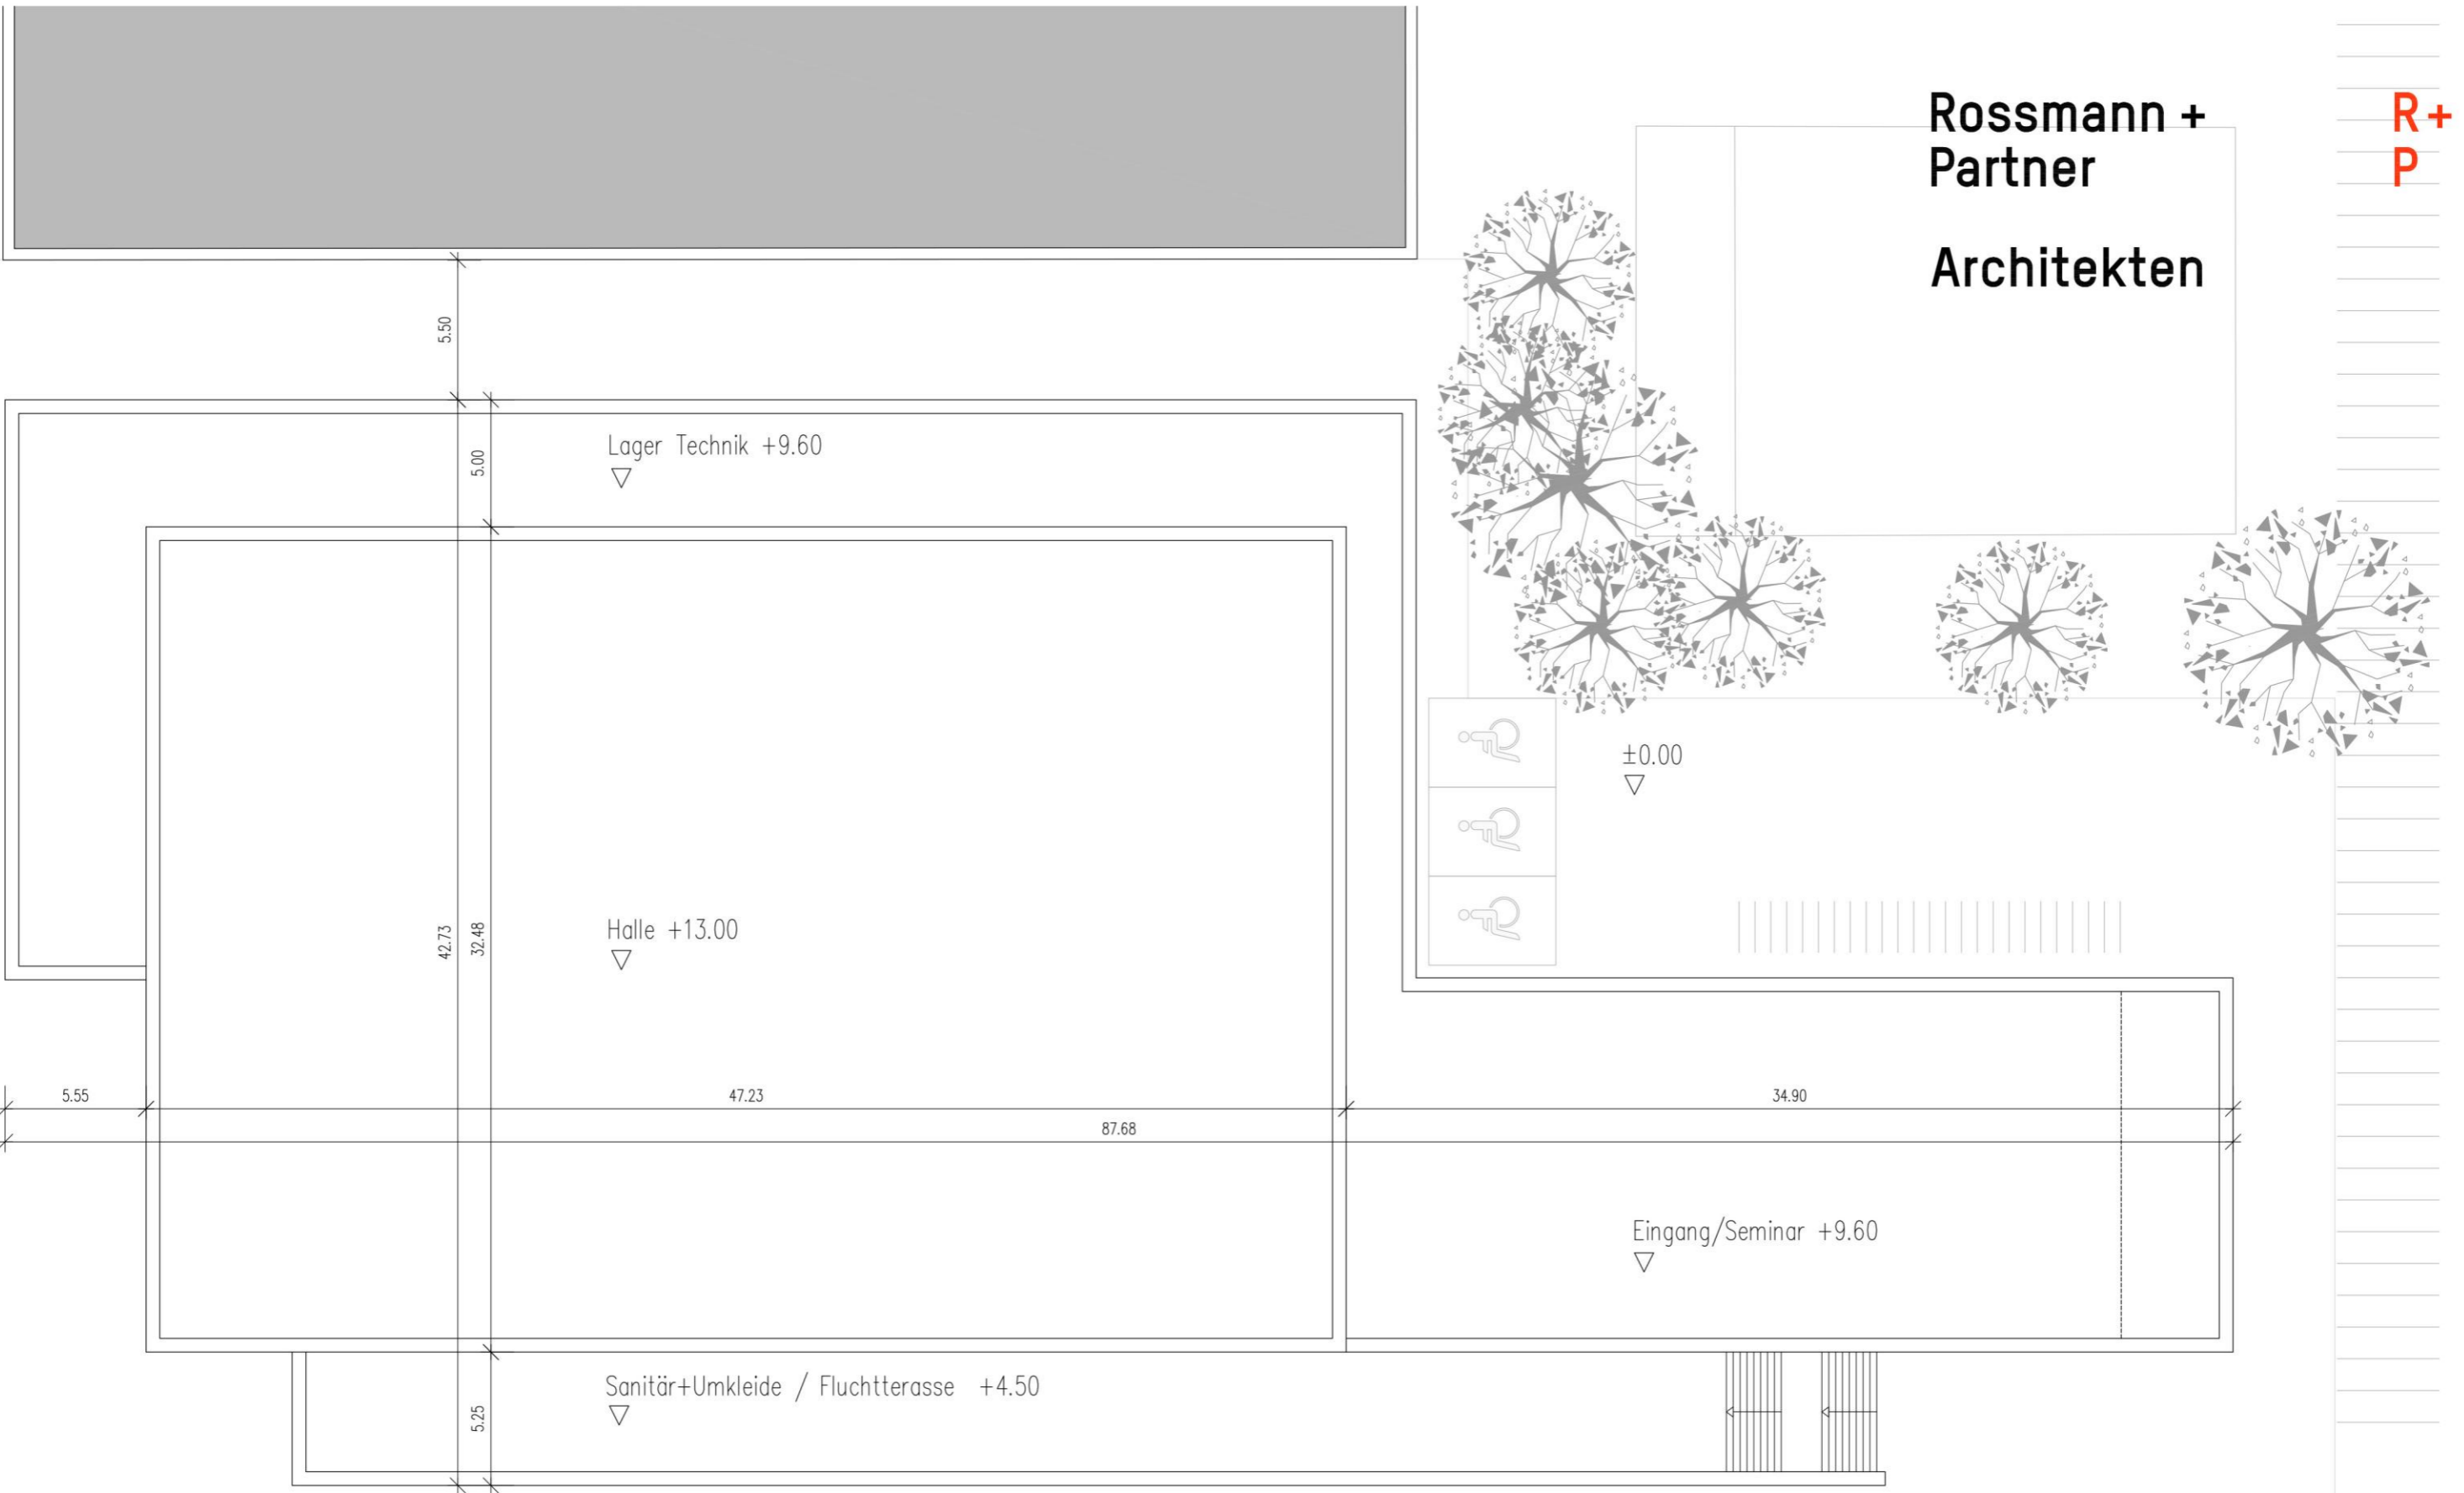 Rossmann +
Partner
Architekten
R+
P
5.50
5.00
Lager Technik +9.60
±0.00
42.73
32.48
Halle +13.00
5.55
47.23
34.90
87.68
Eingang/Seminar +9.60
Sanitär+Umkleide / Fluchtterasse +4.50
5.25